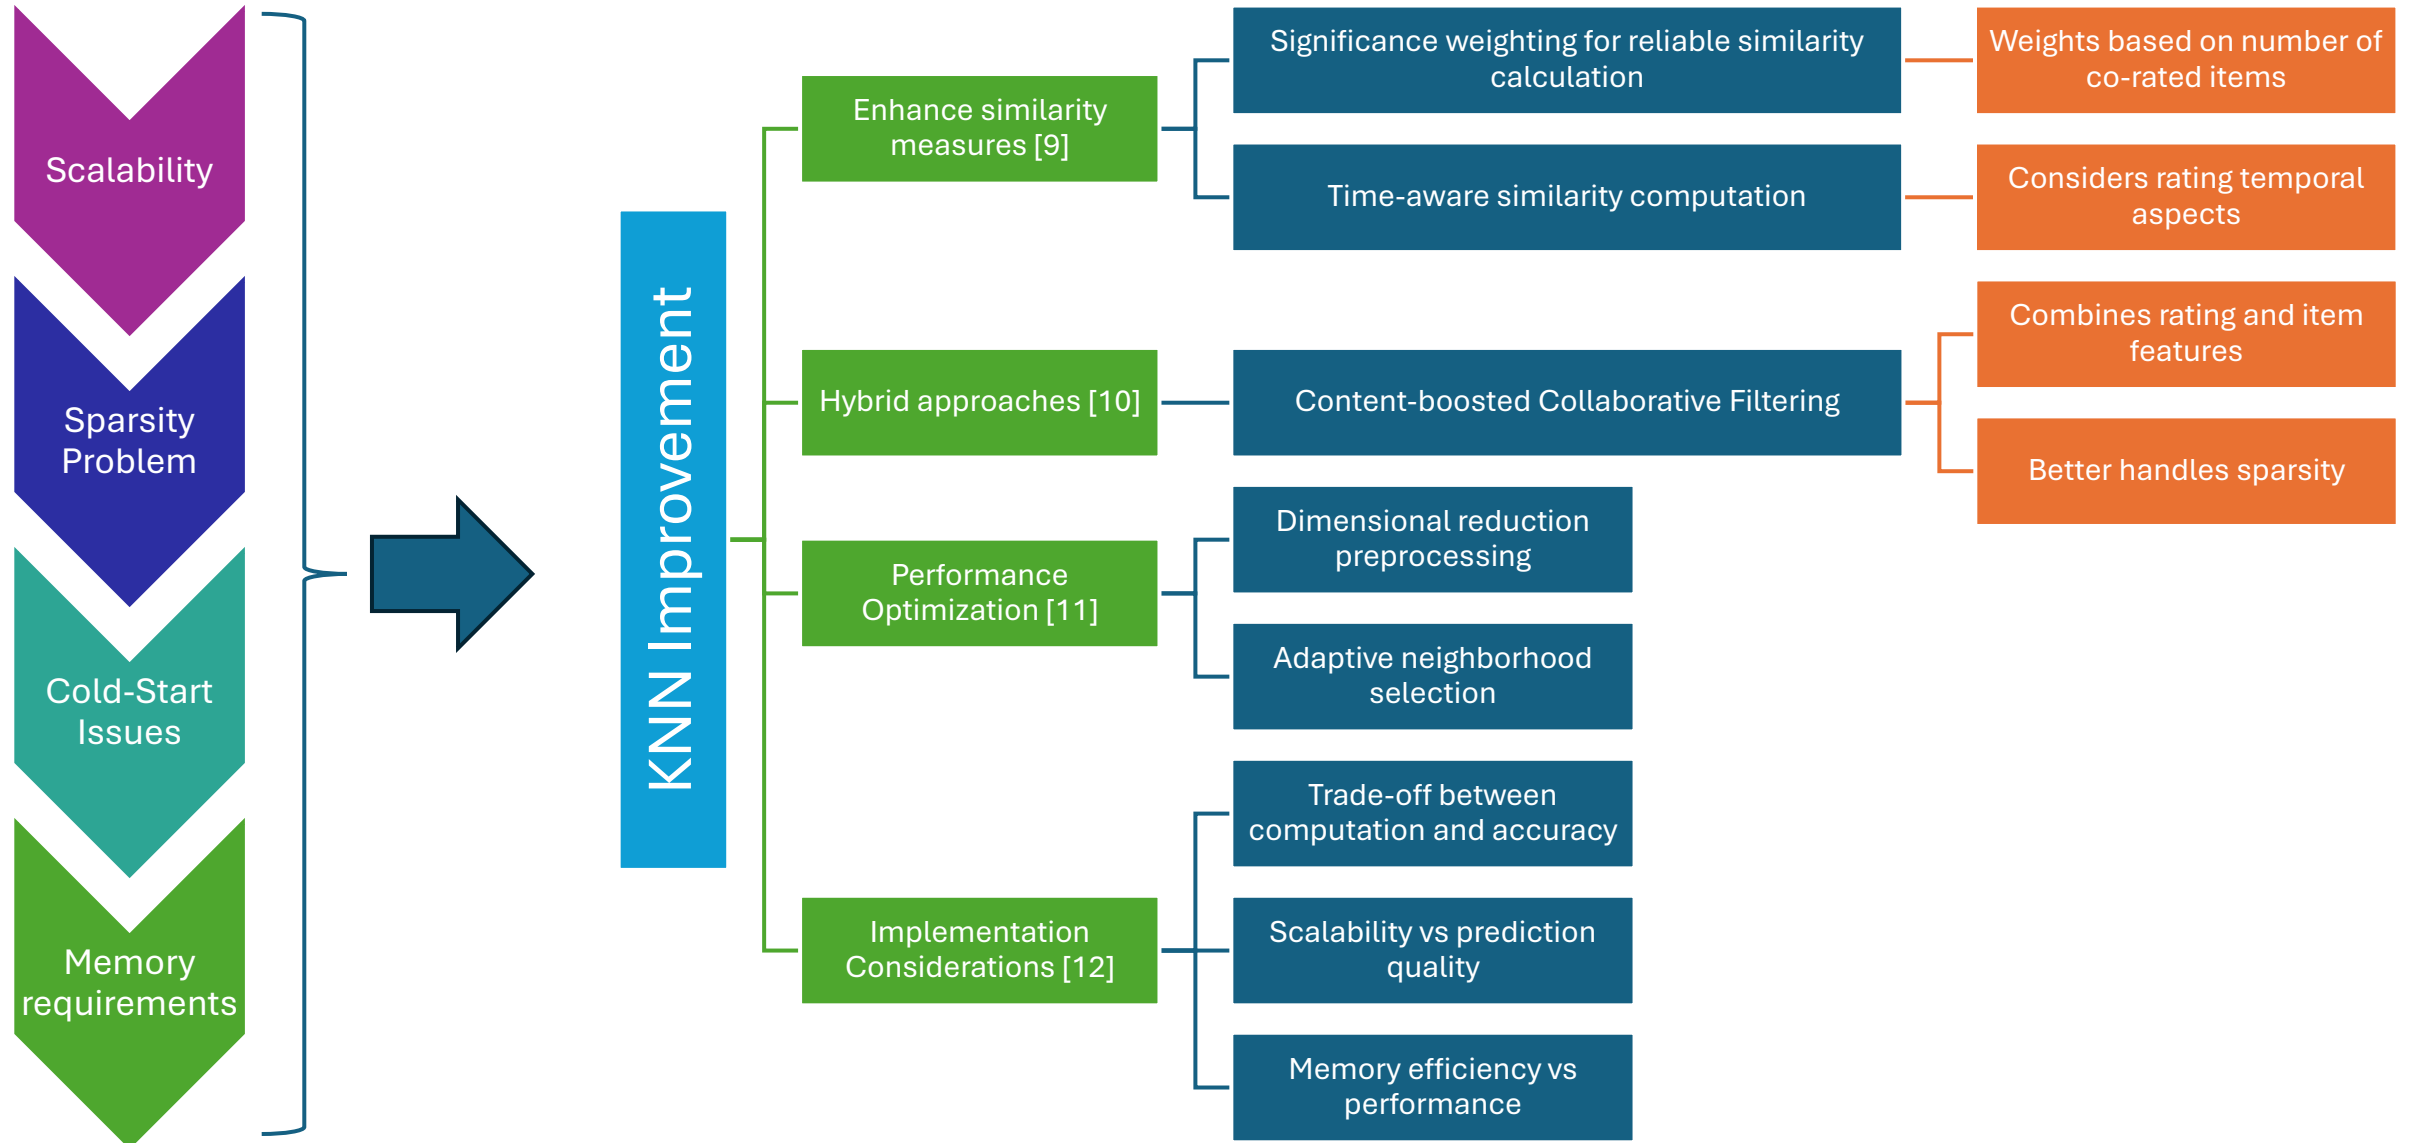 Scalability
Sparsity
Problem
Cold-Start
Issues
Memory
requirements
KNN Improvement
Enhance similarity
measures [9]
Significance weighting for reliable similarity
calculation
Weights based on number of
co-rated items
Time-aware similarity computation
Considers rating temporal
aspects
Hybrid approaches [10]
Content-boosted Collaborative Filtering
Combines rating and item
features
Better handles sparsity
Performance
Optimization [11]
Dimensional reduction
preprocessing
Adaptive neighborhood
selection
Implementation
Considerations [12]
Trade-off between
computation and accuracy
Scalability vs prediction
quality
Memory efficiency vs
performance